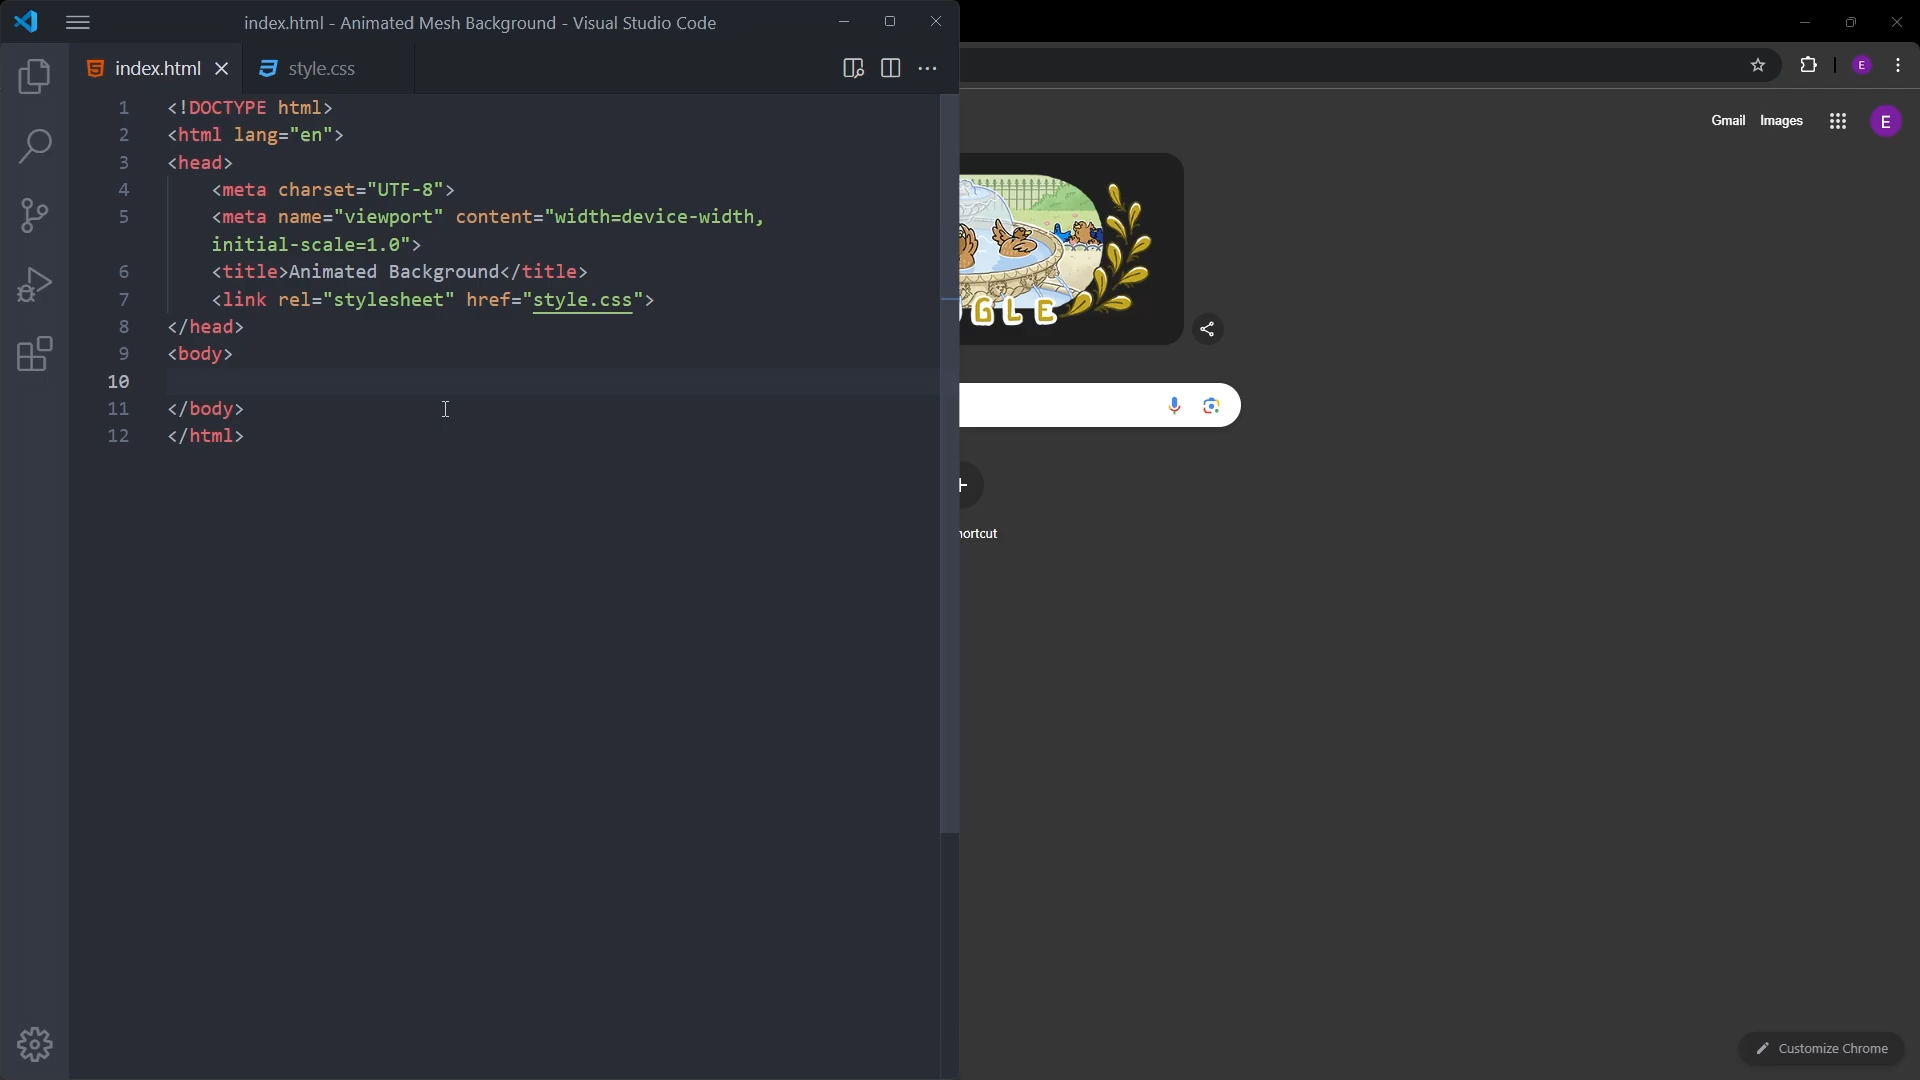 index.html - Animated Mesh Background - Visual Studio Code
index.html
style.css
1 <!DOCTYPE html>
2 <html lang="en">
3 <head>
4 <meta charset="UTF-8">
5 <meta name="viewport" content="width=device-width,
initial-scale=1.0">
6 <title>Animated Background</title>
7 <link rel="stylesheet" href="style.css">
8 </head>
9 <body>
10
11 </body>
12 </html>
E
Gmail Images
E
GLE
hortcut
Customize Chrome